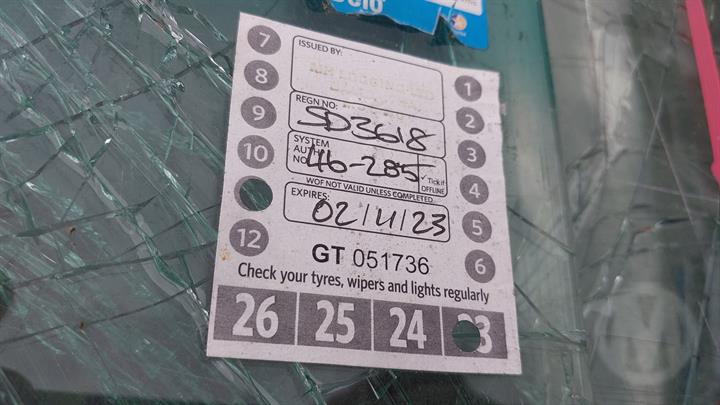 7
8
9
10
12
1
2
3
4
5
6
ISSUED BY:
REGN NO:
SD3618
SYSTEM
AUTH
NO.
46-285
✓ Tick if
OFFLINE
WOF NOT VALID UNLESS COMPLETED
EXPIRES:
02/11/23
GT 051736
Check your tyres, wipers and lights regularly
26 25 24